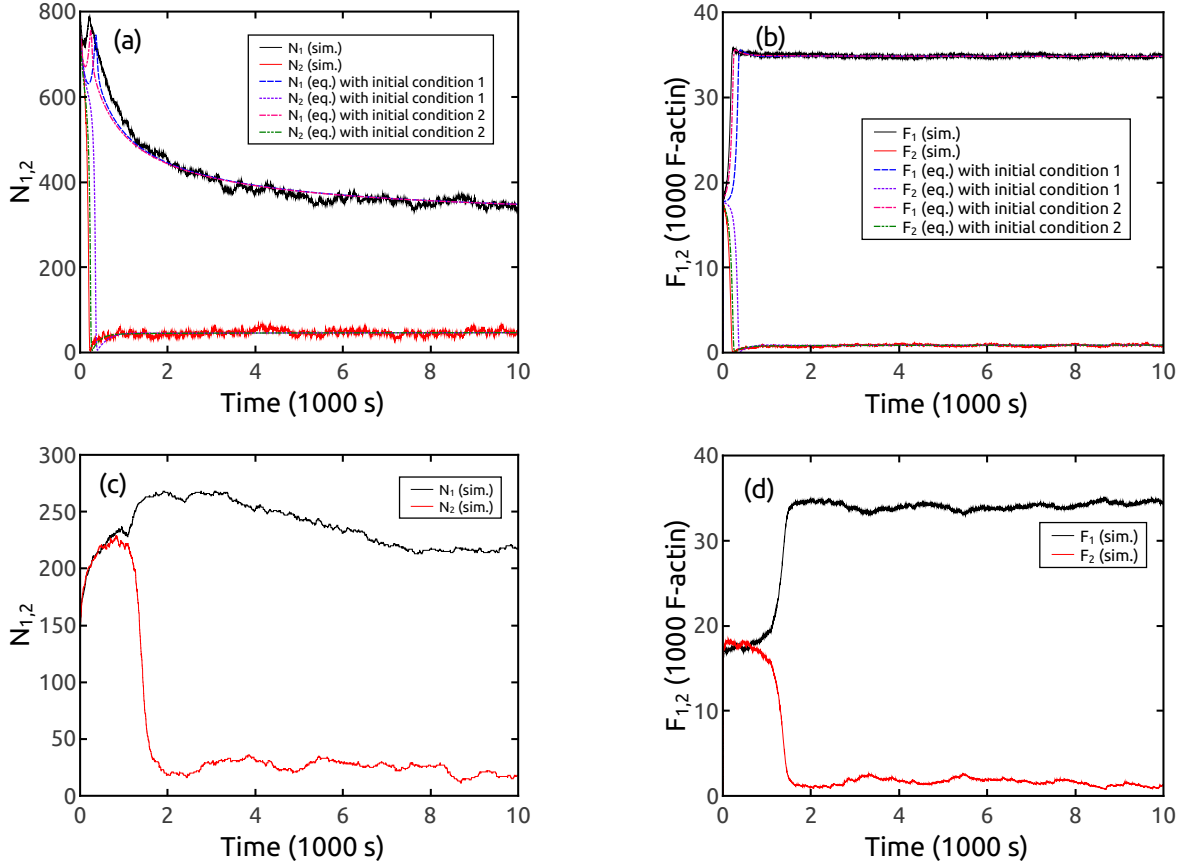 (a)
N₁,₂
800
600
400
200
0
N₁ (sim.)
N₂ (sim.)
N₁ (eq.) with initial condition 1
N₂ (eq.) with initial condition 1
N₁ (eq.) with initial condition 2
N₂ (eq.) with initial condition 2
0 2 4 6 8 10
Time (1000 s)
(b)
F₁,₂ (1000 F-actin)
40
30
20
10
0
F₁ (sim.)
F₂ (sim.)
F₁ (eq.) with initial condition 1
F₂ (eq.) with initial condition 1
F₁ (eq.) with initial condition 2
F₂ (eq.) with initial condition 2
0 2 4 6 8 10
Time (1000 s)
(c)
N₁,₂
300
250
200
150
100
50
0
N₁ (sim.)
N₂ (sim.)
0 2 4 6 8 10
Time (1000 s)
(d)
F₁,₂ (1000 F-actin)
40
30
20
10
0
F₁ (sim.)
F₂ (sim.)
0 2 4 6 8 10
Time (1000 s)